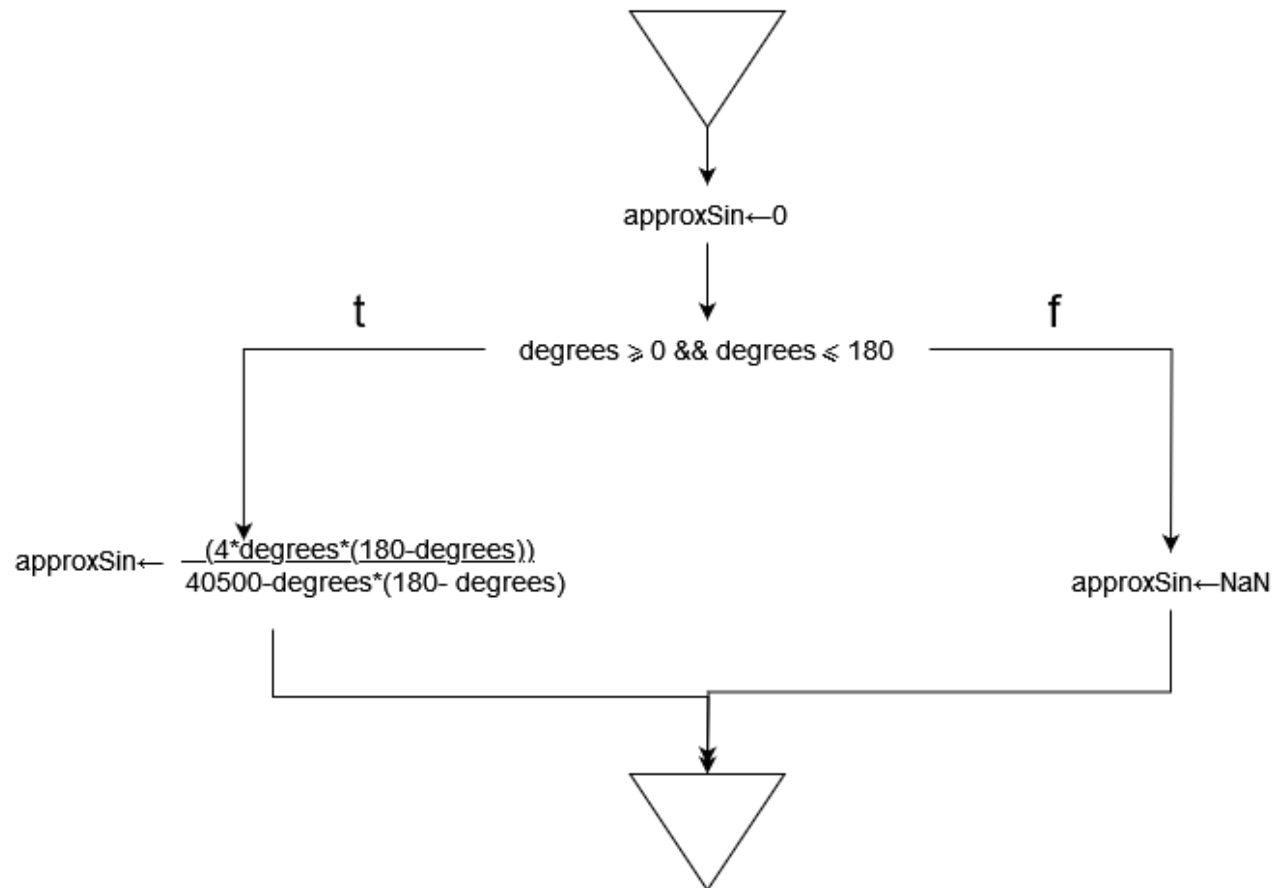 approxSin←0
t
f
degrees ⩾ 0 && degrees ⩽ 180
approxSin←
(4*degrees*(180-degrees))
40500-degrees*(180- degrees)
approxSin←NaN